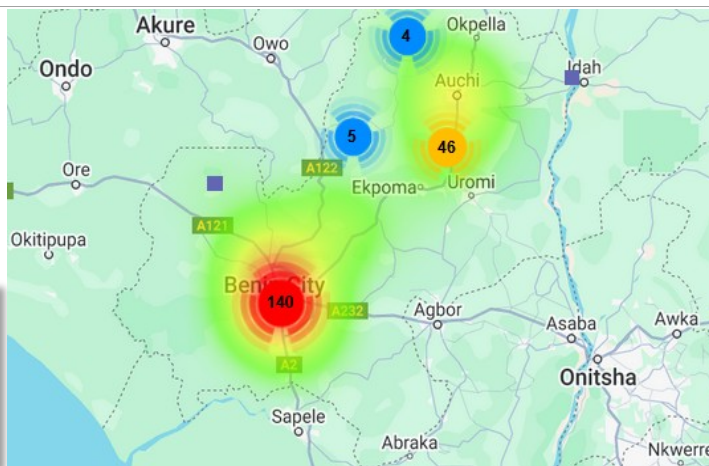 Okpella
Akure
4
Owo
Idah
Ondo
Auchi
5
46
A122
Ore
Ekpoma
Uromi
A121
Okitipupa
Benin City
140
A232
Agbor
Asaba
Awka
A2
Onitsha
Sapele
Abraka
Nkwerre